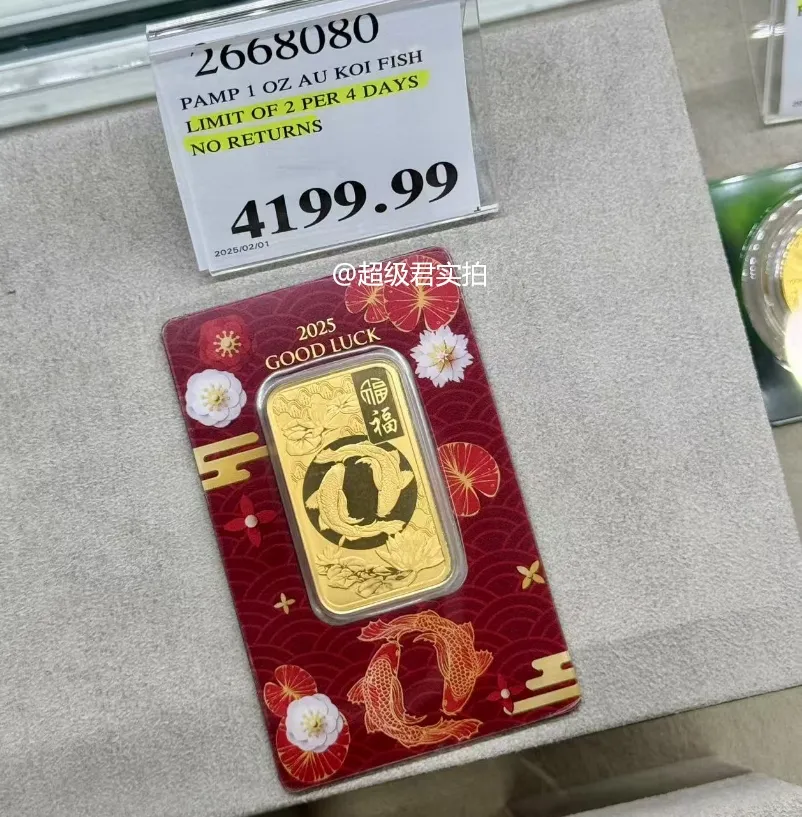 2668080
PAMP 1 OZ AU KOI FISH
LIMIT OF 2 PER 4 DAYS
NO RETURNS
4199.99
2025/02/01
@超级君实拍
2025
GOOD LUCK
福
福